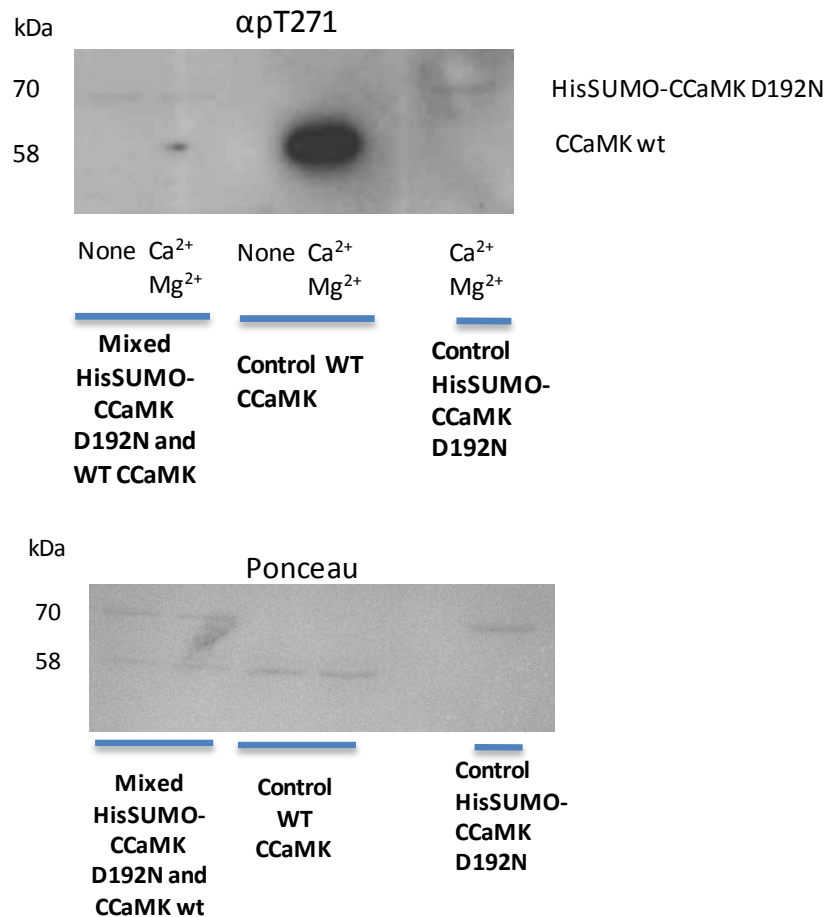 kDa
αpT271
70
HisSUMO-CCaMK D192N
CCaMK wt
58
None Ca²⁺ None Ca²⁺ Ca²⁺
Mg²⁺ Mg²⁺ Mg²⁺
Mixed
HisSUMO-
CCaMK
D192N and
WT CCaMK
Control WT
CCaMK
Control
HisSUMO-
CCaMK
D192N
kDa
Ponceau
70
58
Mixed
HisSUMO-
CCaMK
D192N and
CCaMK wt
Control
WT
CCaMK
Control
HisSUMO-
CCaMK
D192N